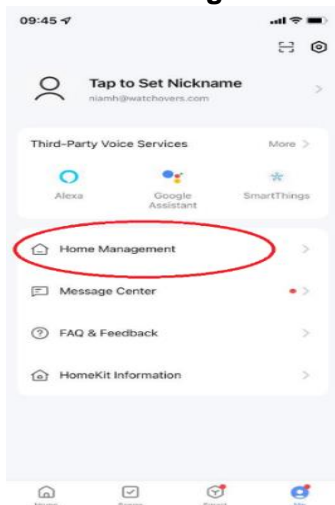 09:45
Tap to Set Nickname
niamh@watchovers.com
Third-Party Voice Services
More
Alexa
Google
Assistant
SmartThings
Home Management
Message Center
FAQ & Feedback
HomeKit Information